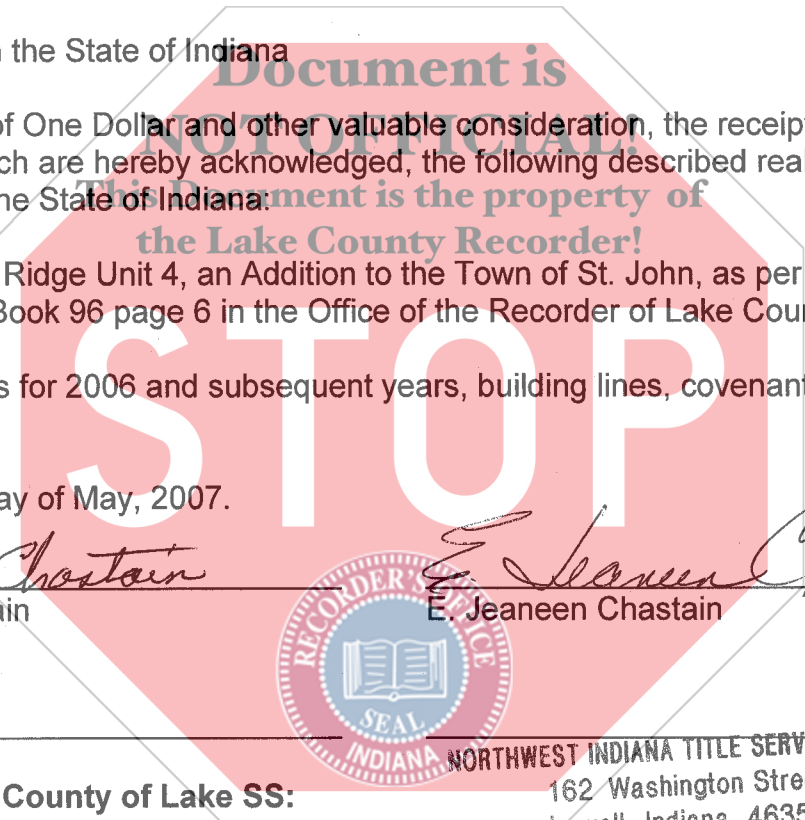 the State of Indiana
Document is
of One Dollar and other valuable consideration, the receip
NOT OFFICIAL!
ch are hereby acknowledged, the following described real
This Document is the property of
he State of Indiana:
the Lake County Recorder!
Ridge Unit 4, an Addition to the Town of St. John, as per
Book 96 page 6 in the Office of the Recorder of Lake Cou
s for 2006 and subsequent years, building lines, covenant
STOP
ay of May, 2007.
Chastain
E. Jeaneen C
ain
E. Jeaneen Chastain
RECORDER'S OFFICE
SEAL
INDIANA
NORTHWEST INDIANA TITLE SERV
162 Washington Stre
County of Lake SS:
Indiana 4635